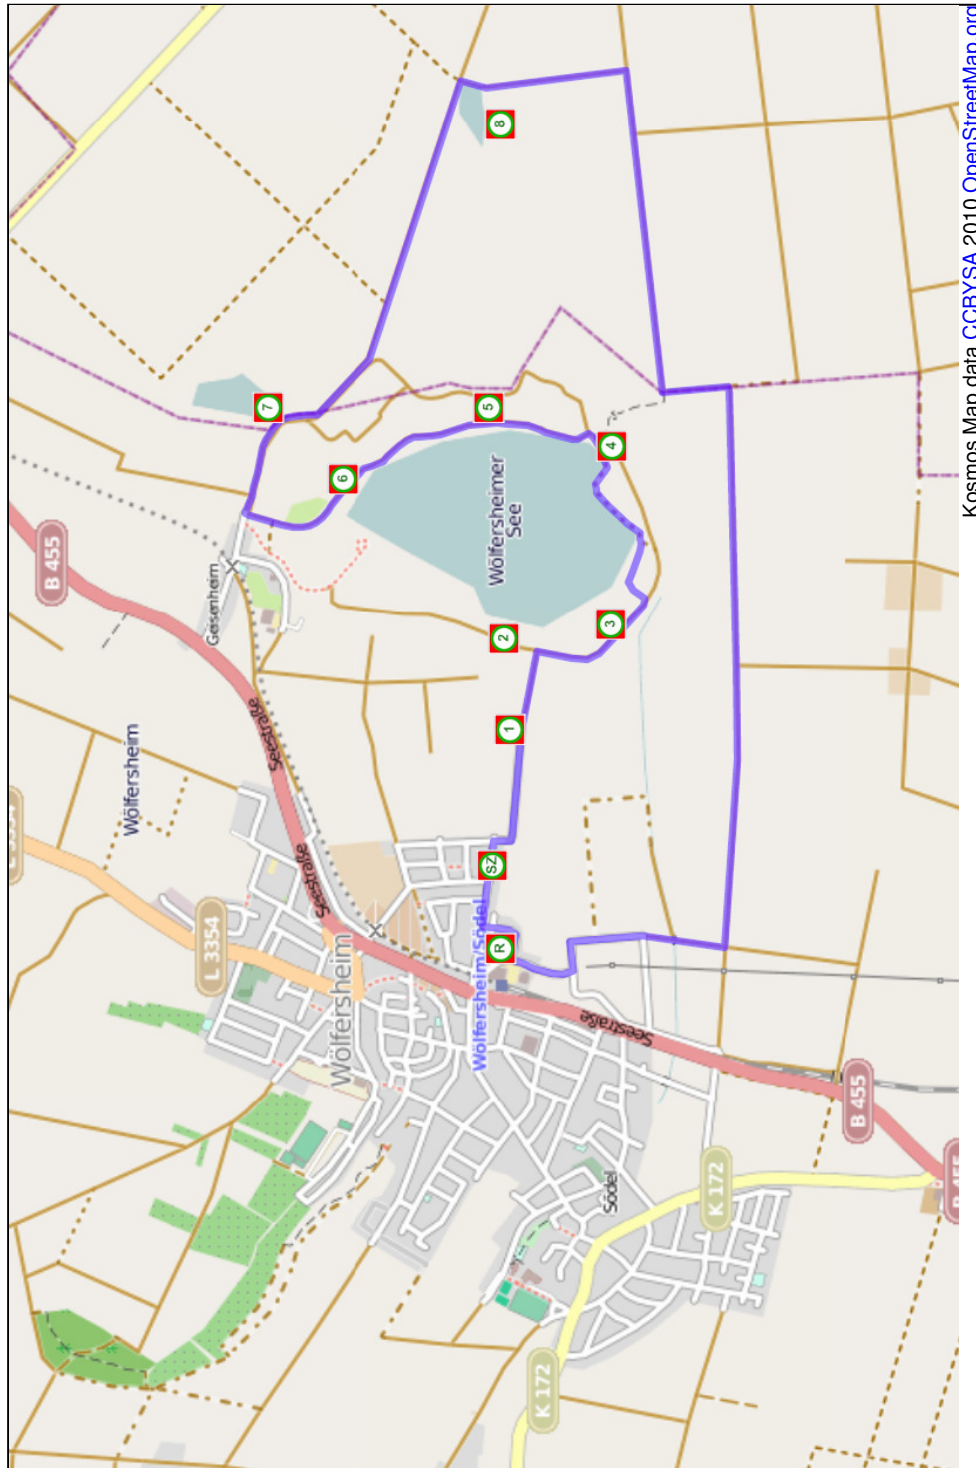 B 455
Geisenheim
7
6
5
8
4
Wölfersheimer
See
2
3
1
Wölfersheim
Seestraße
Seestraße
L 3354
SZ
Wölfersheim
Wölfersheim/Södel
R
Seestraße
B 455
Södel
K 172
K 172
B 455
Kosmos Map data CCBYSA 2010 OpenStreetMap.org